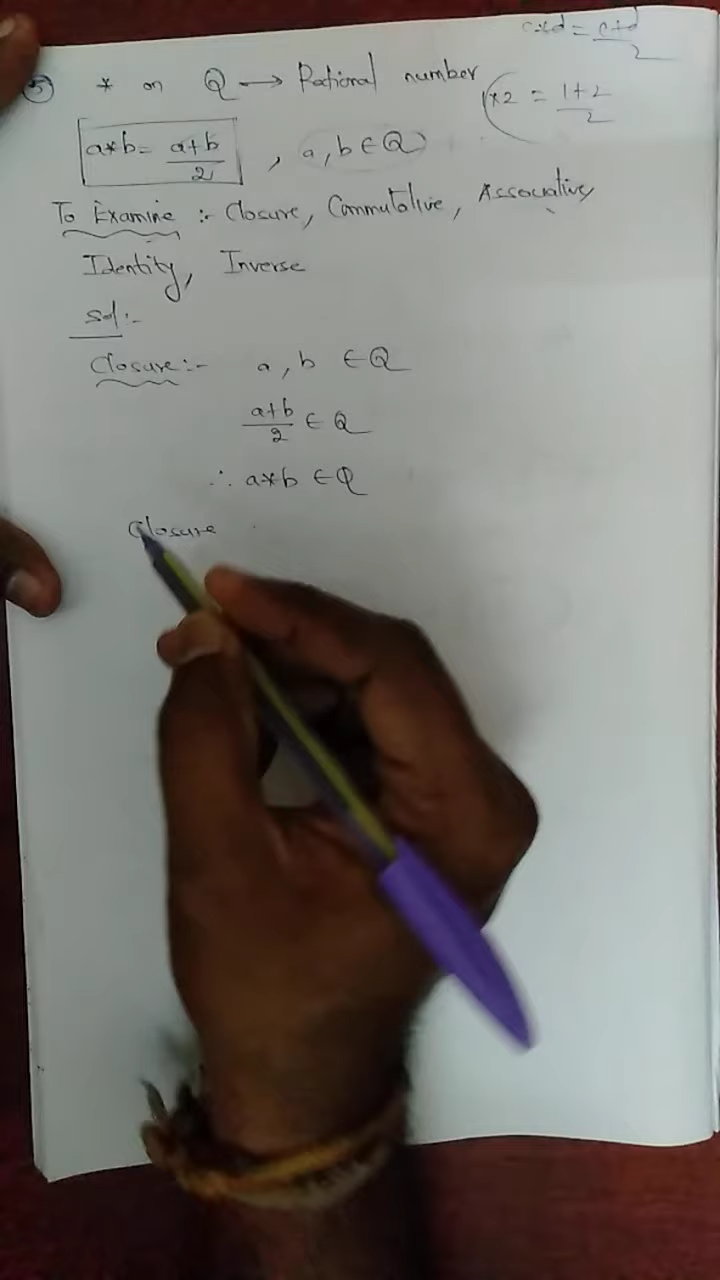 c*d = c+d/2
⑤ * on Q → Rational number
1*2 = 1+2/2
a*b = a+b/2 , a, b ∈ Q
To Examine :- Closure, Commutative, Associative,
Identity, Inverse
Sol:-
Closure:- a, b ∈ Q
a+b/2 ∈ Q
∴ a*b ∈ Q
Closure